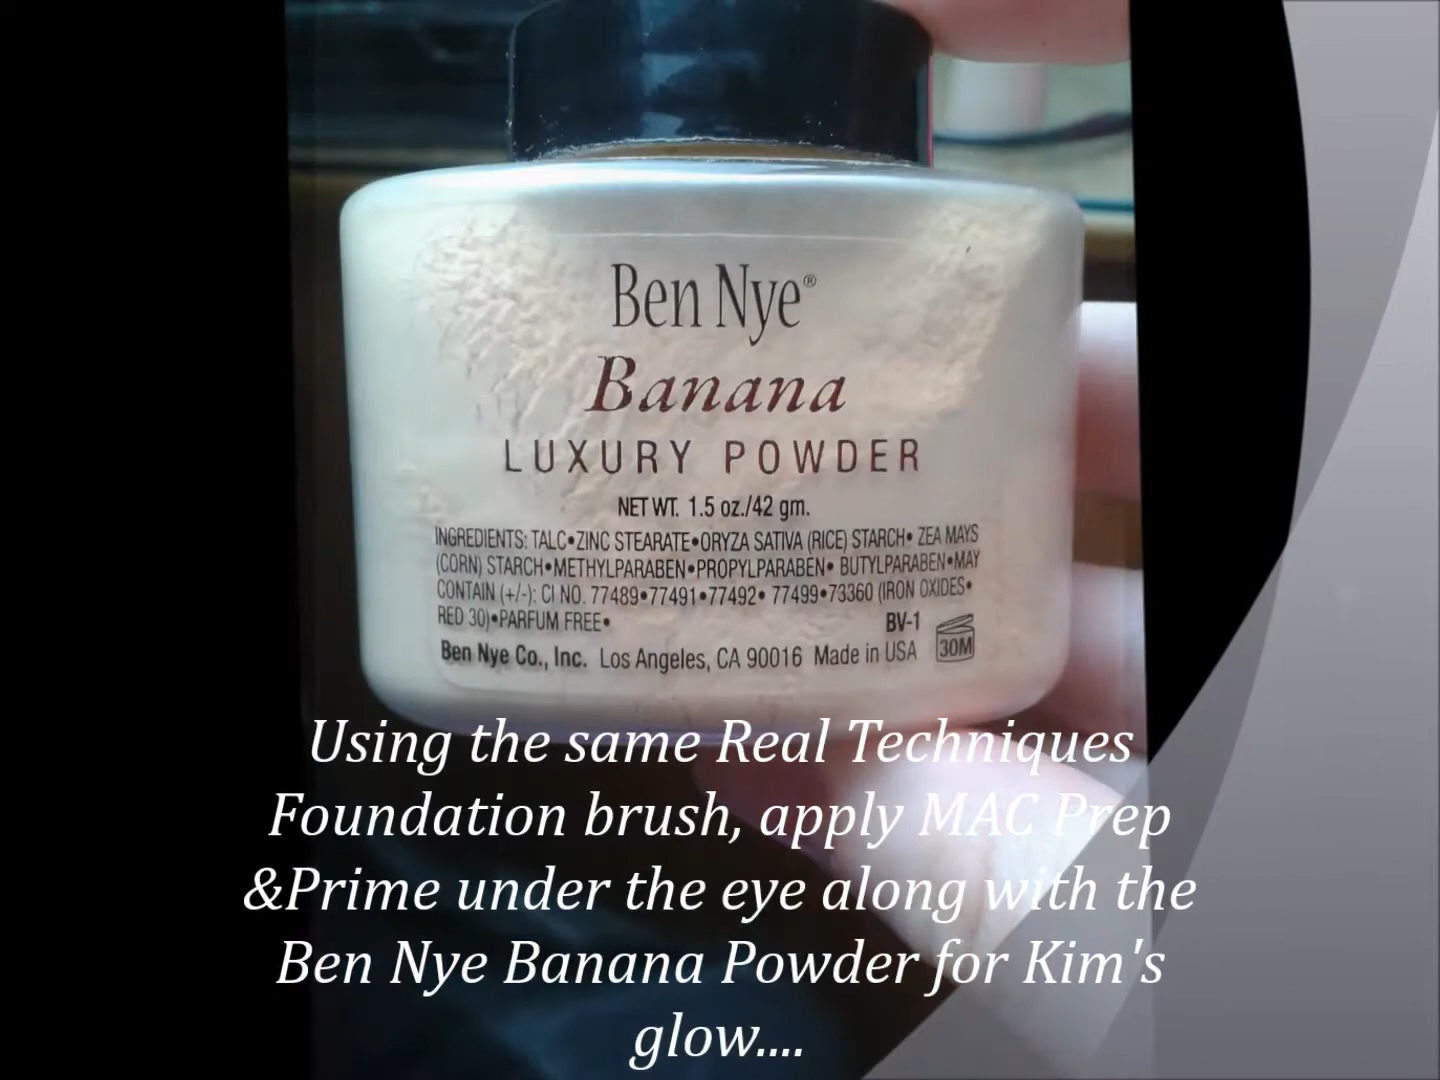 Ben Nye®
Banana
LUXURY POWDER
NET WT. 1.5 oz./42 gm.
INGREDIENTS: TALC•ZINC STEARATE•ORYZA SATIVA (RICE) STARCH• ZEA MAYS
(CORN) STARCH•METHYLPARABEN•PROPYLPARABEN• BUTYLPARABEN•MAY
CONTAIN (+/-): CI NO. 77489•77491•77492• 77499•73360 (IRON OXIDES•
RED 30)•PARFUM FREE•
BV-1
30M
Ben Nye Co., Inc. Los Angeles, CA 90016 Made in USA
Using the same Real Techniques
Foundation brush, apply MAC Prep
&Prime under the eye along with the
Ben Nye Banana Powder for Kim's
glow....